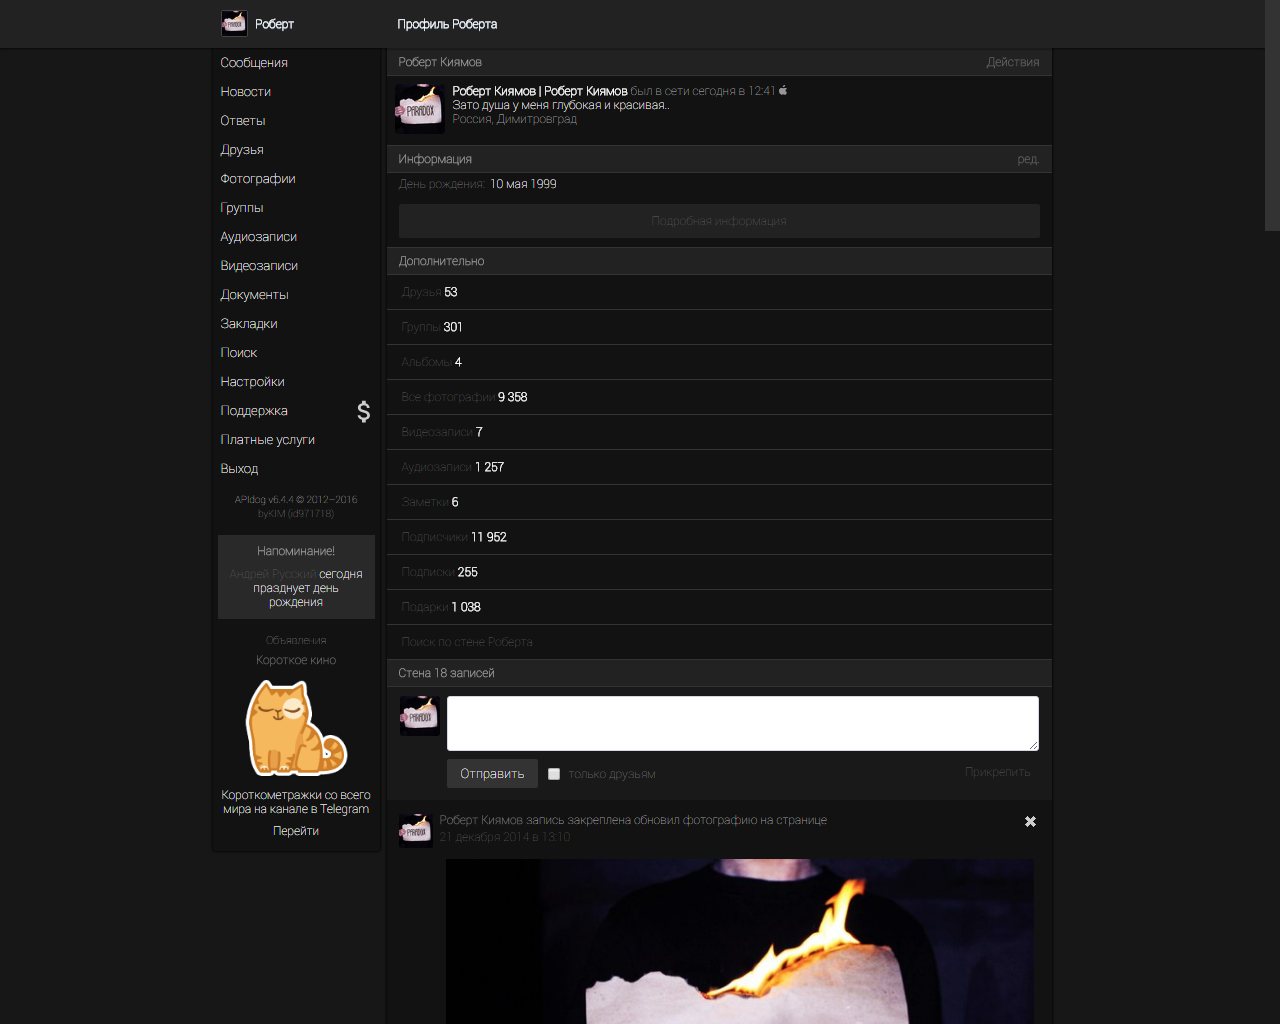 Роберт
Профиль Роберта
Сообщения
Новости
Ответы
Друзья
Фотографии
Группы
Аудиозаписи
Видеозаписи
Документы
Закладки
Поиск
Настройки
Поддержка $
Платные услуги
Выход
APIdog v6.4.4 © 2012–2016
by KIM (id971718)
Напоминание!
Андрей Русский сегодня
празднует день
рождения
Объявления
Короткое кино
Короткометражки со всего
мира на канале в Telegram
Перейти
Роберт Киямов Действия
Роберт Киямов | Роберт Киямов был в сети сегодня в 12:41
Зато душа у меня глубокая и красивая..
Россия, Димитровград
Информация ред.
День рождения: 10 мая 1999
Подробная информация
Дополнительно
Друзья 53
Группы 301
Альбомы 4
Все фотографии 9 358
Видеозаписи 7
Аудиозаписи 1 257
Заметки 6
Подписчики 11 952
Подписки 255
Подарки 1 038
Поиск по стене Роберта
Стена 18 записей
PARADOX
Отправить только друзьям Прикрепить
Роберт Киямов запись закреплена обновил фотографию на странице
21 декабря 2014 в 13:10